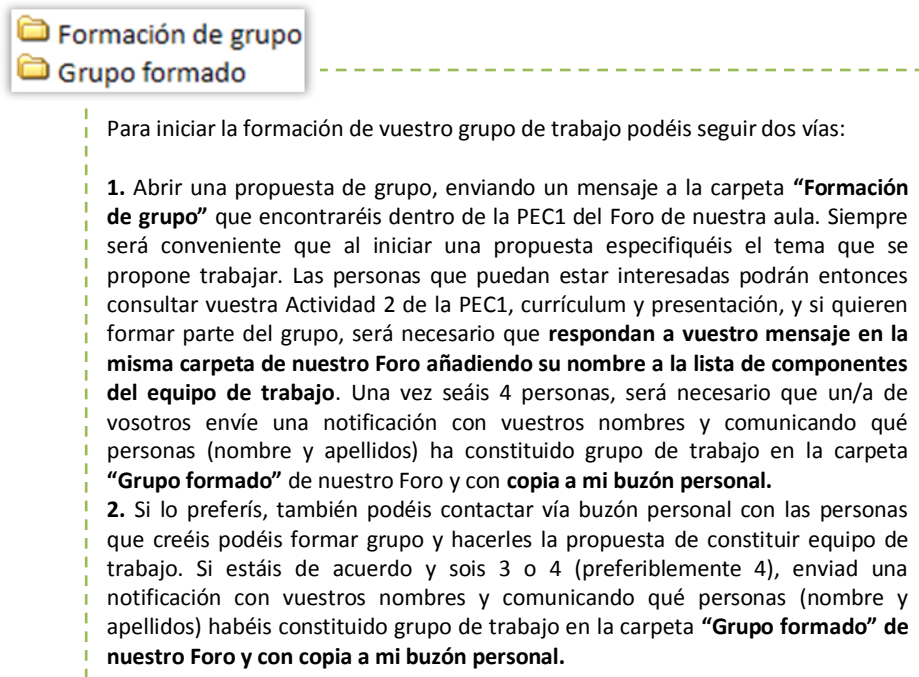 Formación de grupo
Grupo formado
Para iniciar la formación de vuestro grupo de trabajo podéis seguir dos vías:
1. Abrir una propuesta de grupo, enviando un mensaje a la carpeta “Formación
de grupo” que encontraréis dentro de la PEC1 del Foro de nuestra aula. Siempre
será conveniente que al iniciar una propuesta especifiquéis el tema que se
propone trabajar. Las personas que puedan estar interesadas podrán entonces
consultar vuestra Actividad 2 de la PEC1, currículum y presentación, y si quieren
formar parte del grupo, será necesario que respondan a vuestro mensaje en la
misma carpeta de nuestro Foro añadiendo su nombre a la lista de componentes
del equipo de trabajo. Una vez seáis 4 personas, será necesario que un/a de
vosotros envíe una notificación con vuestros nombres y comunicando qué
personas (nombre y apellidos) ha constituido grupo de trabajo en la carpeta
“Grupo formado” de nuestro Foro y con copia a mi buzón personal.
2. Si lo preferís, también podéis contactar vía buzón personal con las personas
que creéis podéis formar grupo y hacerles la propuesta de constituir equipo de
trabajo. Si estáis de acuerdo y sois 3 o 4 (preferiblemente 4), enviad una
notificación con vuestros nombres y comunicando qué personas (nombre y
apellidos) habéis constituido grupo de trabajo en la carpeta “Grupo formado” de
nuestro Foro y con copia a mi buzón personal.